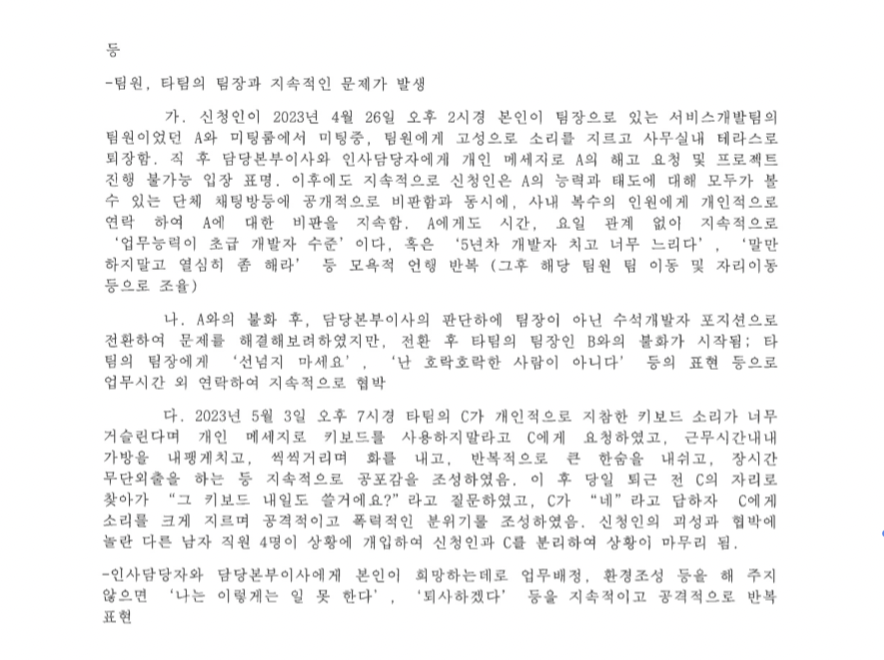 등
-팀원, 타팀의 팀장과 지속적인 문제가 발생
가. 신청인이 2023년 4월 26일 오후 2시경 본인이 팀장으로 있는 서비스개발팀의
팀원이었던 A와 미팅룸에서 미팅중, 팀원에게 고성으로 소리를 지르고 사무실내 테라스로
퇴장함. 직 후 담당본부이사와 인사담당자에게 개인 메세지로 A의 해고 요청 및 프로젝트
진행 불가능 입장 표명. 이후에도 지속적으로 신청인은 A의 능력과 태도에 대해 모두가 볼
수 있는 단체 채팅방등에 공개적으로 비판함과 동시에, 사내 복수의 인원에게 개인적으로
연락 하여 A에 대한 비판을 지속함. A에게도 시간, 요일 관계 없이 지속적으로
‘업무능력이 초급 개발자 수준’이다, 혹은 ‘5년차 개발자 치고 너무 느리다’, ‘말만
하지말고 열심히 좀 해라’ 등 모욕적 언행 반복 (그후 해당 팀원 팀 이동 및 자리이동
등으로 조율)
나. A와의 불화 후, 담당본부이사의 판단하에 팀장이 아닌 수석개발자 포지션으로
전환하여 문제를 해결해보려하였지만, 전환 후 타팀의 팀장인 B와의 불화가 시작됨; 타
팀의 팀장에게 ‘선넘지 마세요’, ‘난 호락호락한 사람이 아니다’ 등의 표현 등으로
업무시간 외 연락하여 지속적으로 협박
다. 2023년 5월 3일 오후 7시경 타팀의 C가 개인적으로 지참한 키보드 소리가 너무
거슬린다며 개인 메세지로 키보드를 사용하지말라고 C에게 요청하였고, 근무시간내내
가방을 내팽게치고, 씩씩거리며 화를 내고, 반복적으로 큰 한숨을 내쉬고, 장시간
무단외출을 하는 등 지속적으로 공포감을 조성하였음. 이 후 당일 퇴근 전 C의 자리로
찾아가 “그 키보드 내일도 쓸거에요?”라고 질문하였고, C가 “네”라고 답하자 C에게
소리를 크게 지르며 공격적이고 폭력적인 분위기를 조성하였음. 신청인의 괴성과 협박에
놀란 다른 남자 직원 4명이 상황에 개입하여 신청인과 C를 분리하여 상황이 마무리 됨.
-인사담당자와 담당본부이사에게 본인이 희망하는데로 업무배정, 환경조성 등을 해 주지
않으면 ‘나는 이렇게는 일 못 한다’, ‘퇴사하겠다’ 등을 지속적이고 공격적으로 반복
표현